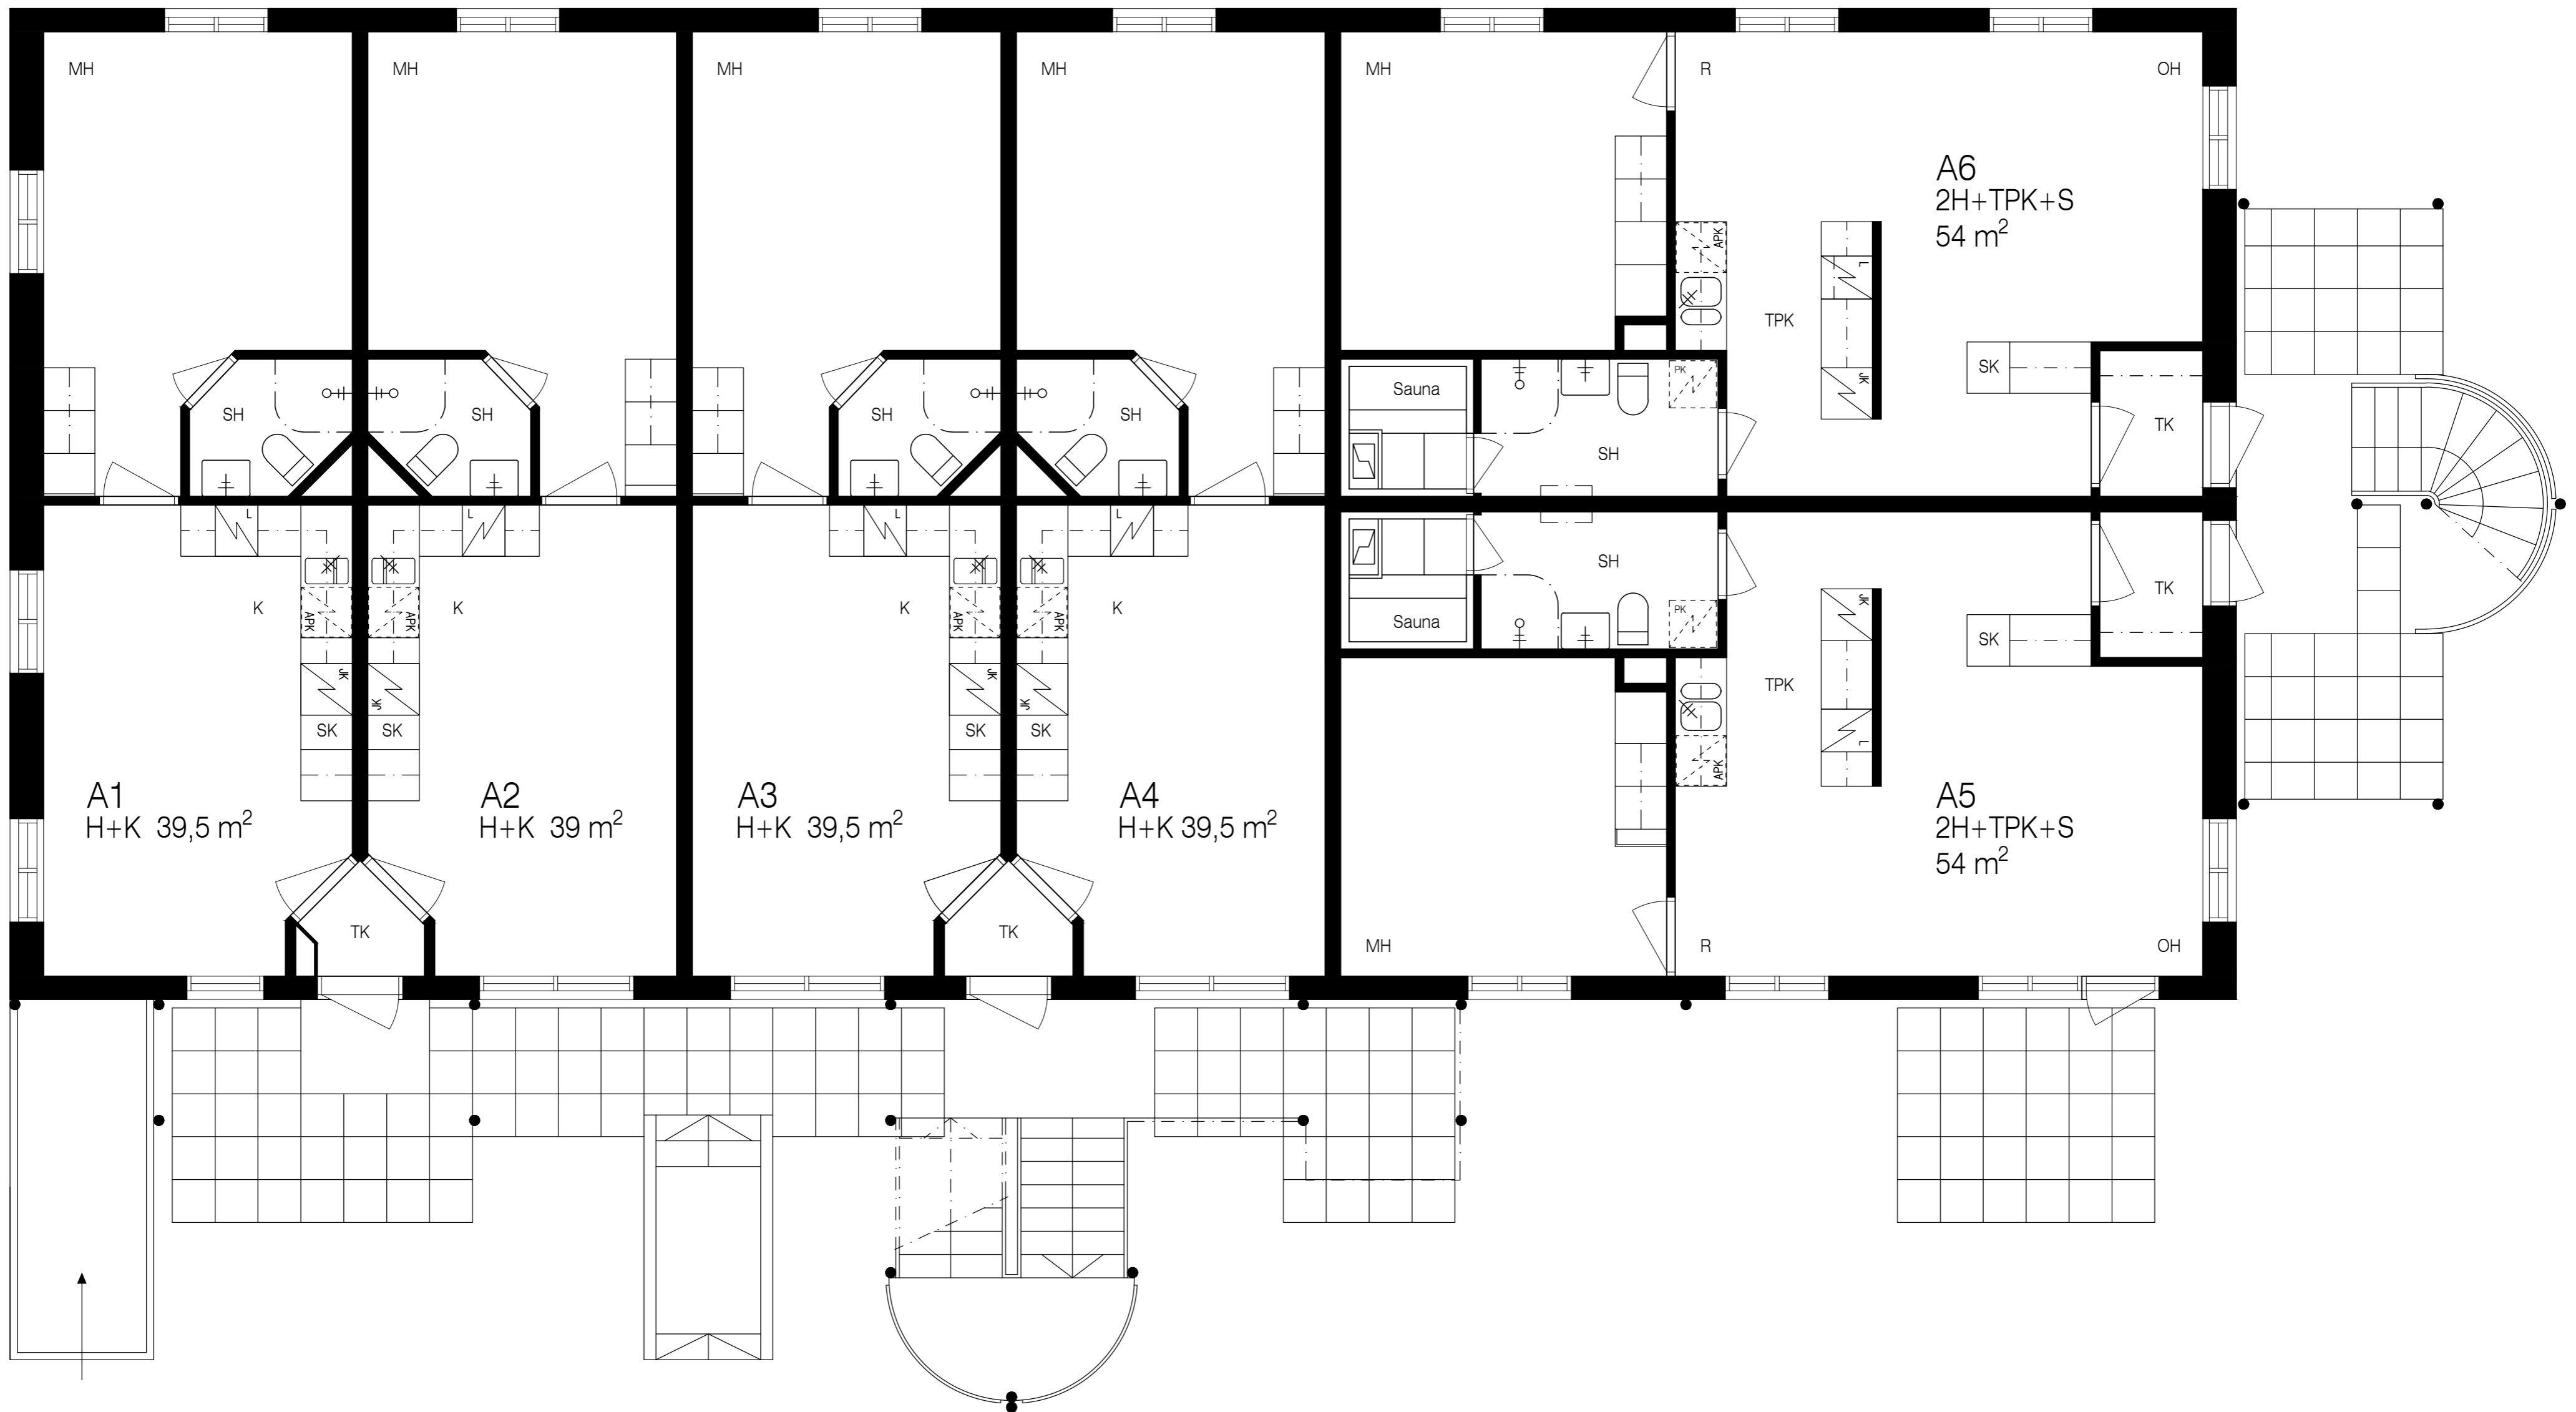 MH
MH
MH
MH
MH
R
OH
A6
2H+TPK+S
54 m²
APK
L
TPK
JK
SK
TK
Sauna
PK
SH
SH
SH
SH
SH
L
L
L
L
K
K
K
K
APK
APK
APK
APK
JK
JK
JK
JK
SK
SK
SK
SK
SH
Sauna
PK
TK
JK
SK
TPK
L
APK
A1
H+K 39,5 m²
A2
H+K 39 m²
A3
H+K 39,5 m²
A4
H+K 39,5 m²
A5
2H+TPK+S
54 m²
TK
TK
MH
R
OH